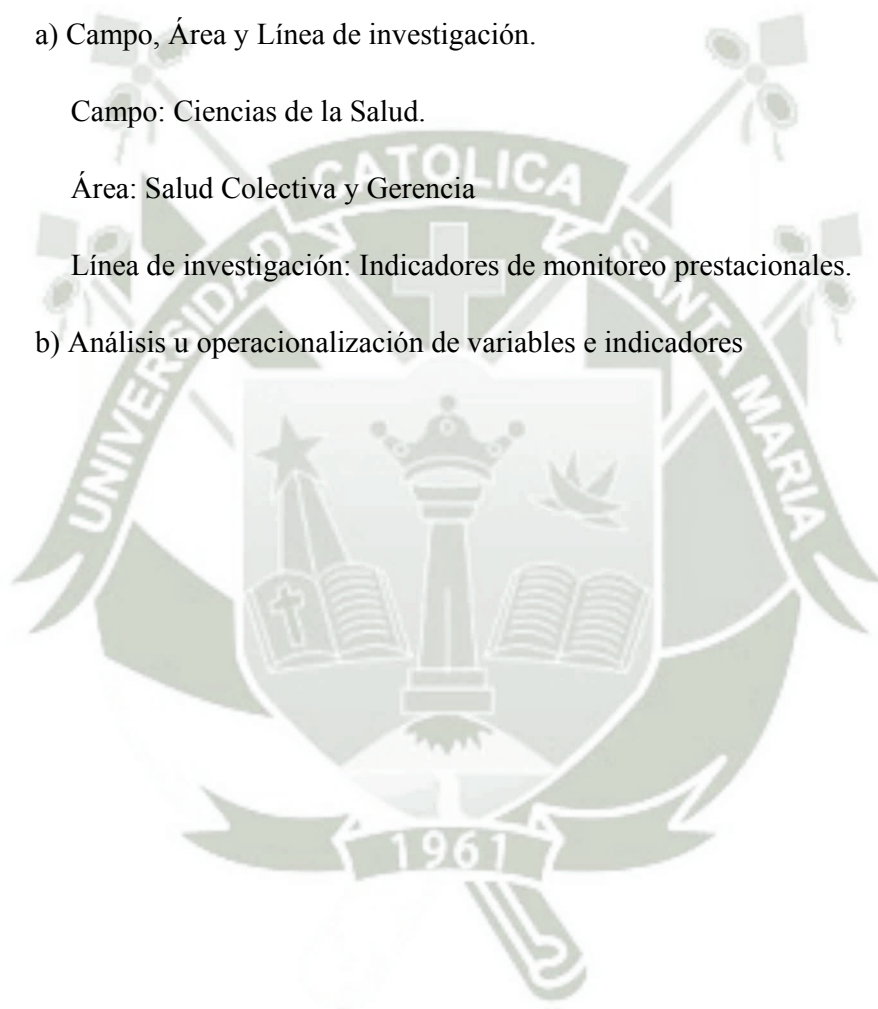 a) Campo, Área y Línea de investigación.
Campo: Ciencias de la Salud.
Área: Salud Colectiva y Gerencia
Línea de investigación: Indicadores de monitoreo prestacionales.
b) Análisis u operacionalización de variables e indicadores
UNIVERSIDAD CATOLICA SANTA MARIA
1961